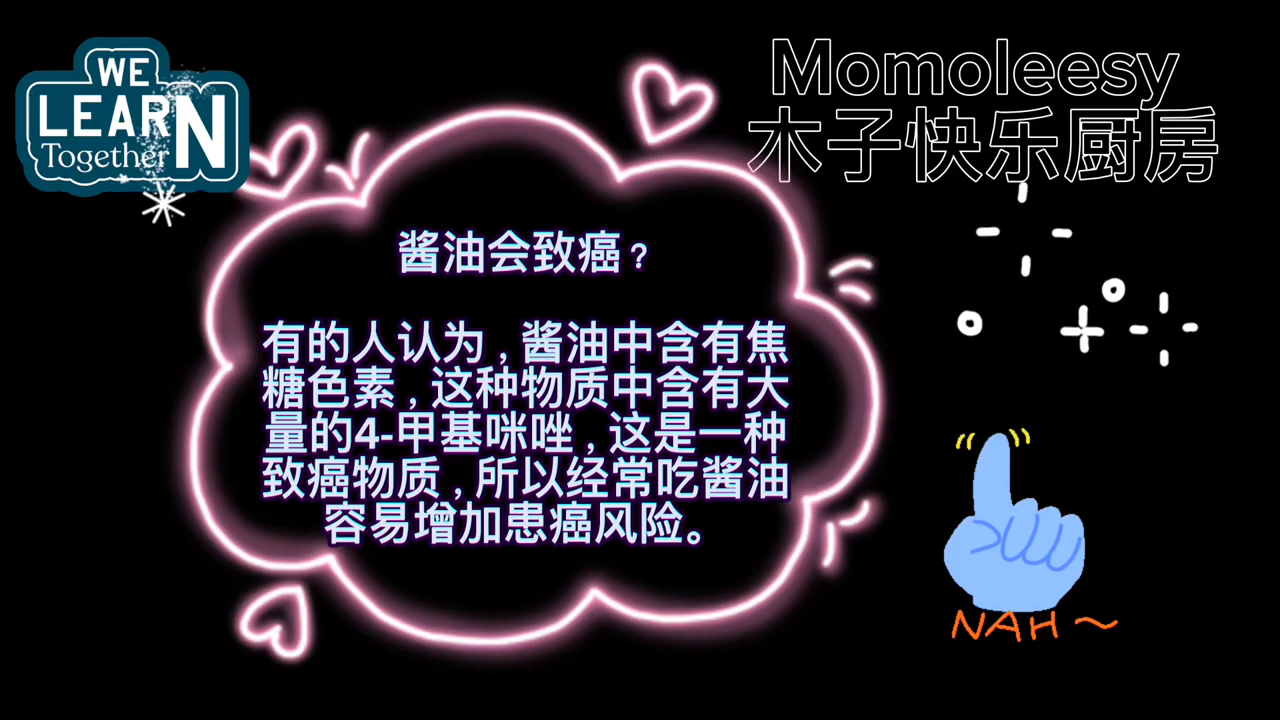 WE
LEARN
Together
Momoleesy
木子快乐厨房
酱油会致癌？
有的人认为，酱油中含有焦
糖色素，这种物质中含有大
量的4-甲基咪唑，这是一种
致癌物质，所以经常吃酱油
容易增加患癌风险。
NAH～